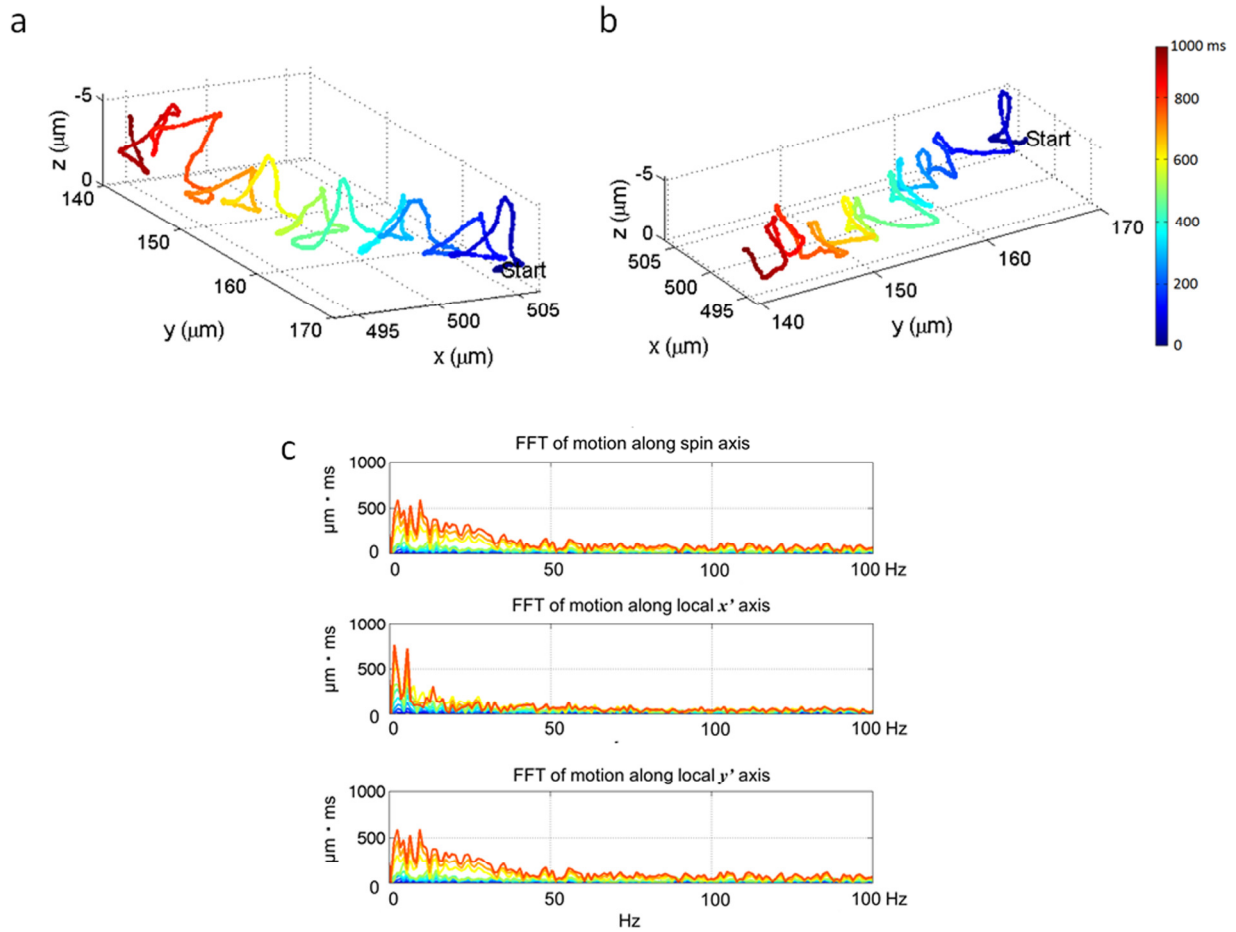 a
-5
z (μm)
0
140
150
160
170
y (μm)
495
500
505
x (μm)
Start
b
-5
z (μm)
0
505
500
495
x (μm)
140
150
160
170
y (μm)
Start
1000 ms
800
600
400
200
0
c
FFT of motion along spin axis
1000
500
0
μm · ms
0 50 100 100 Hz
FFT of motion along local x' axis
1000
500
0
μm · ms
0 50 100 100 Hz
FFT of motion along local y' axis
1000
500
0
μm · ms
0 50 100 100 Hz
Hz